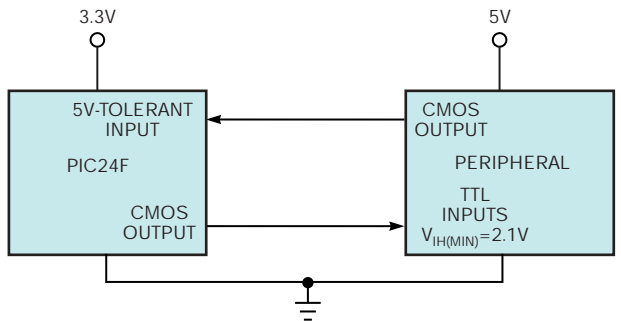 3.3V
5V
5V-TOLERANT
INPUT
PIC24F
CMOS
OUTPUT
CMOS
OUTPUT
PERIPHERAL
TTL
INPUTS
VIH(MIN)=2.1V